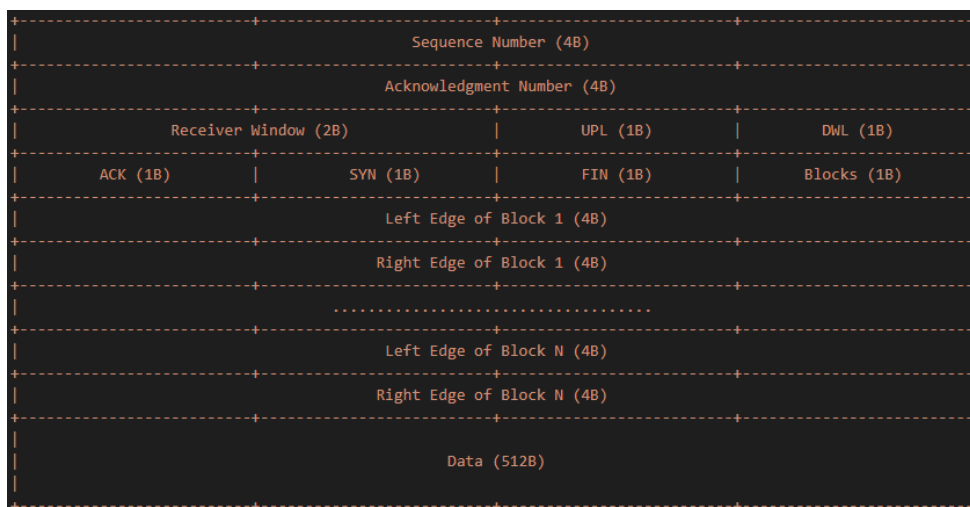 Sequence Number (4B)
Acknowledgment Number (4B)
Receiver Window (2B) | UPL (1B) | DWL (1B)
ACK (1B) | SYN (1B) | FIN (1B) | Blocks (1B)
Left Edge of Block 1 (4B)
Right Edge of Block 1 (4B)
....................................
Left Edge of Block N (4B)
Right Edge of Block N (4B)
Data (512B)